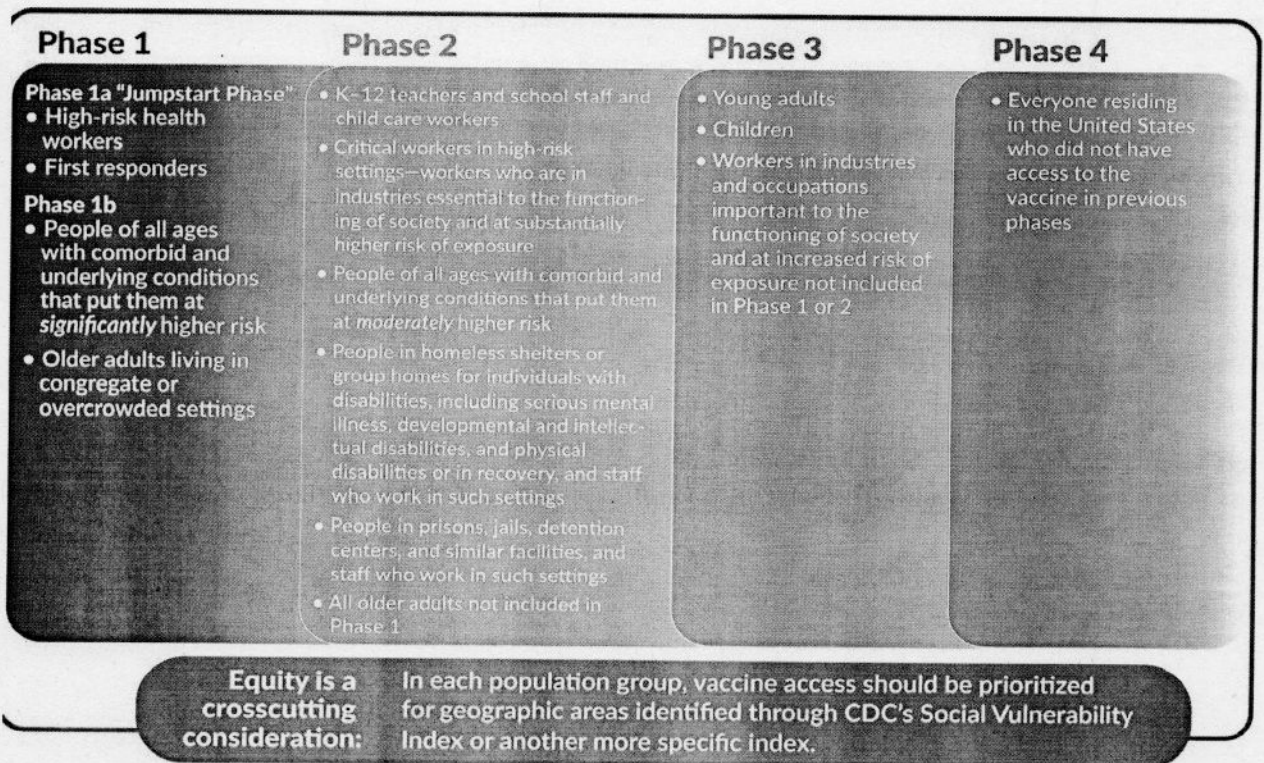 Phase 1
Phase 1a "Jumpstart Phase"
• High-risk health
workers
• First responders
Phase 1b
• People of all ages
with comorbid and
underlying conditions
that put them at
significantly higher risk
• Older adults living in
congregate or
overcrowded settings
Phase 2
• K–12 teachers and school staff and
child care workers
• Critical workers in high-risk
settings—workers who are in
industries essential to the function-
ing of society and at substantially
higher risk of exposure
• People of all ages with comorbid and
underlying conditions that put them
at moderately higher risk
• People in homeless shelters or
group homes for individuals with
disabilities, including serious mental
illness, developmental and intellec-
tual disabilities, and physical
disabilities or in recovery, and staff
who work in such settings
• People in prisons, jails, detention
centers, and similar facilities, and
staff who work in such settings
• All older adults not included in
Phase 1
Phase 3
• Young adults
• Children
• Workers in industries
and occupations
important to the
functioning of society
and at increased risk of
exposure not included
in Phase 1 or 2
Phase 4
• Everyone residing
in the United States
who did not have
access to the
vaccine in previous
phases
Equity is a
crosscutting
consideration:
In each population group, vaccine access should be prioritized
for geographic areas identified through CDC's Social Vulnerability
Index or another more specific index.